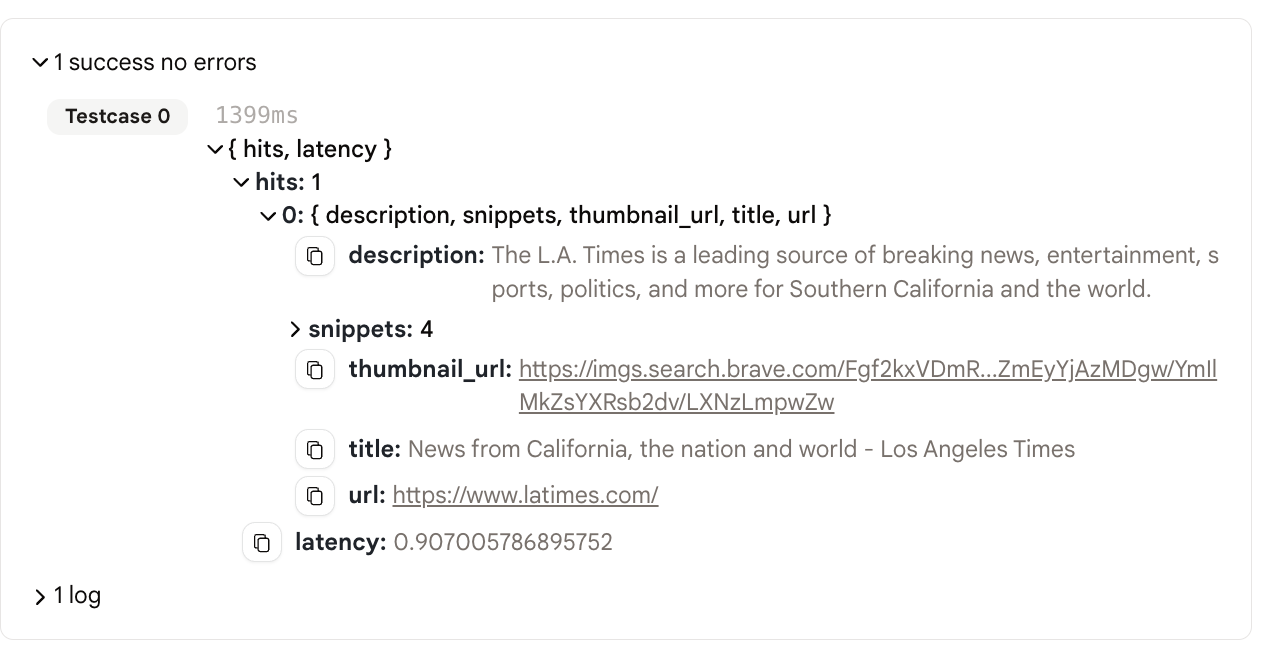 1 success no errors
Testcase 0 1399ms
{ hits, latency }
hits: 1
0: { description, snippets, thumbnail_url, title, url }
description: The L.A. Times is a leading source of breaking news, entertainment, s
ports, politics, and more for Southern California and the world.
snippets: 4
thumbnail_url: https://imgs.search.brave.com/Fgf2kxVDmR...ZmEyYjAzMDgw/YmIl
MkZsYXRsb2dv/LXNzLmpwZw
title: News from California, the nation and world - Los Angeles Times
url: https://www.latimes.com/
latency: 0.907005786895752
1 log